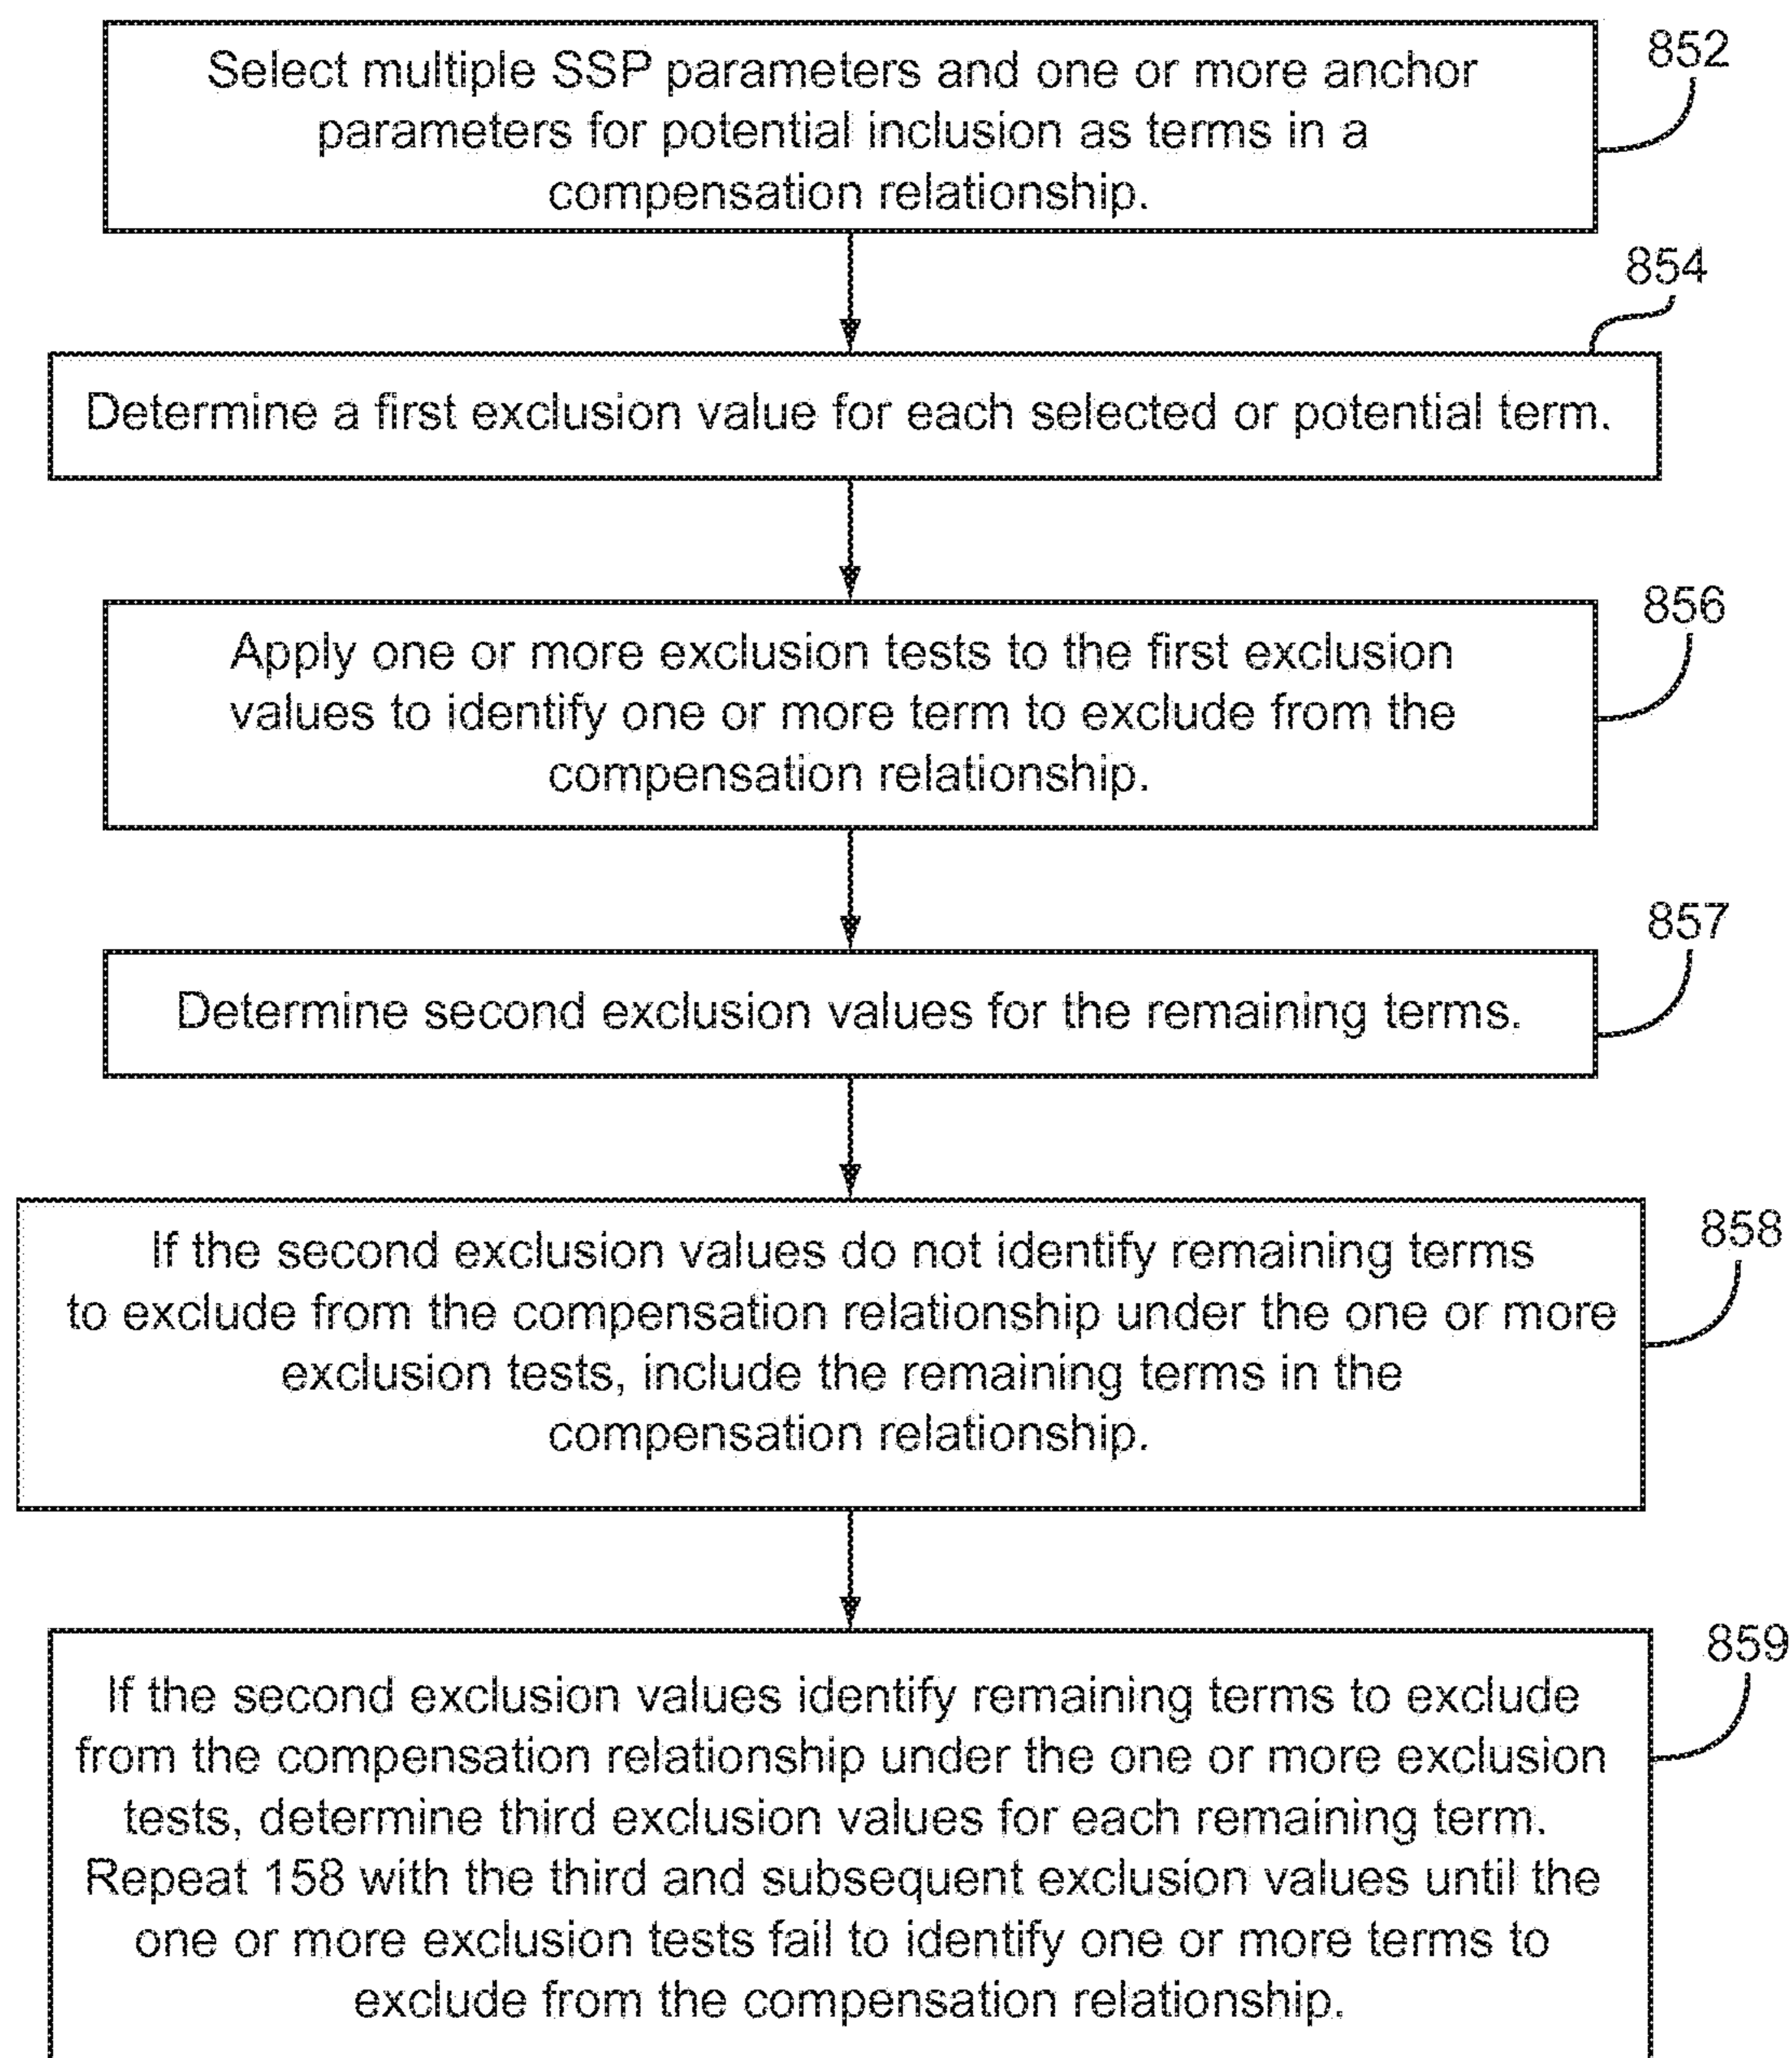 852
Select multiple SSP parameters and one or more anchor
parameters for potential inclusion as terms in a
compensation relationship.
854
Determine a first exclusion value for each selected or potential term.
856
Apply one or more exclusion tests to the first exclusion
values to identify one or more term to exclude from the
compensation relationship.
857
Determine second exclusion values for the remaining terms.
858
If the second exclusion values do not identify remaining terms
to exclude from the compensation relationship under the one or more
exclusion tests, include the remaining terms in the
compensation relationship.
859
If the second exclusion values identify remaining terms to exclude
from the compensation relationship under the one or more exclusion
tests, determine third exclusion values for each remaining term.
Repeat 158 with the third and subsequent exclusion values until the
one or more exclusion tests fail to identify one or more terms to
exclude from the compensation relationship.